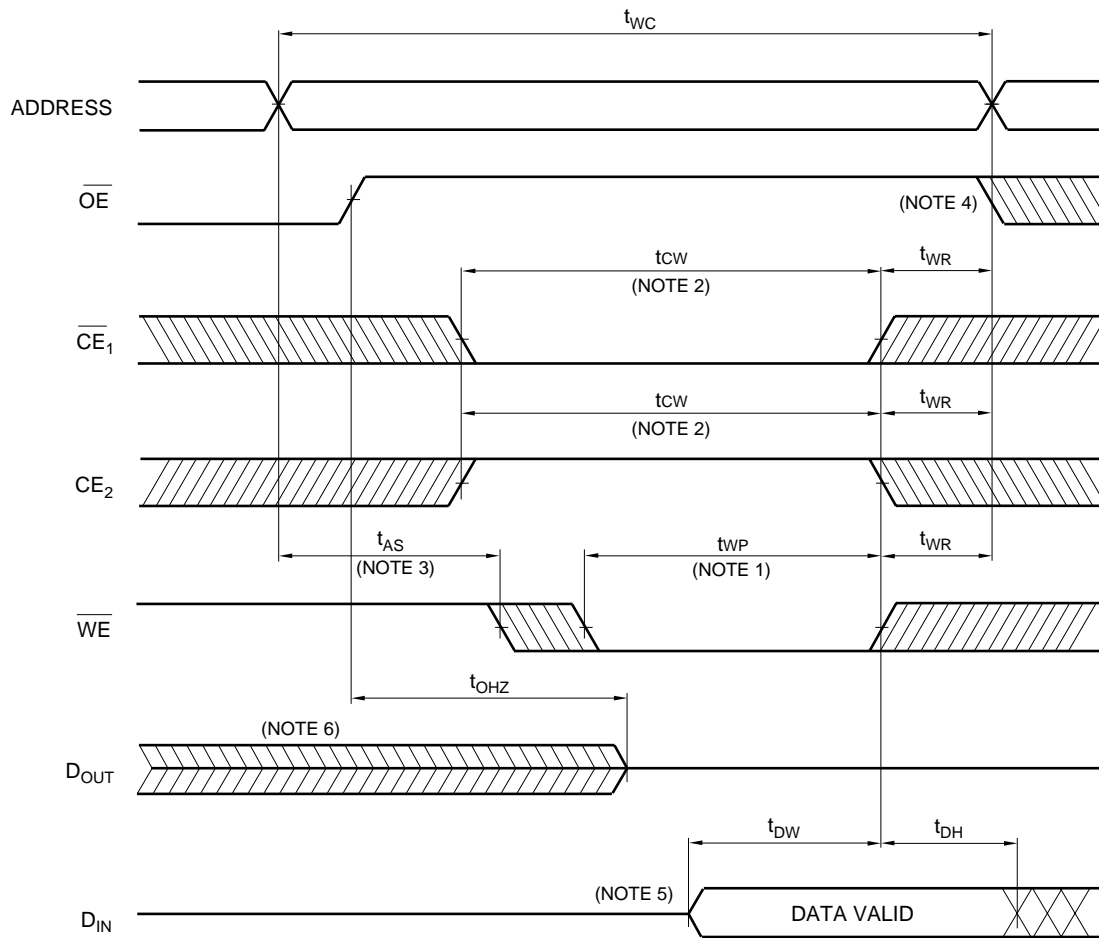 tWC
ADDRESS
OE
(NOTE 4)
tCW
(NOTE 2)
tWR
CE1
tCW
(NOTE 2)
tWR
CE2
tAS
(NOTE 3)
tWP
(NOTE 1)
tWR
WE
tOHZ
(NOTE 6)
DOUT
tDW
tDH
(NOTE 5)
DIN
DATA VALID